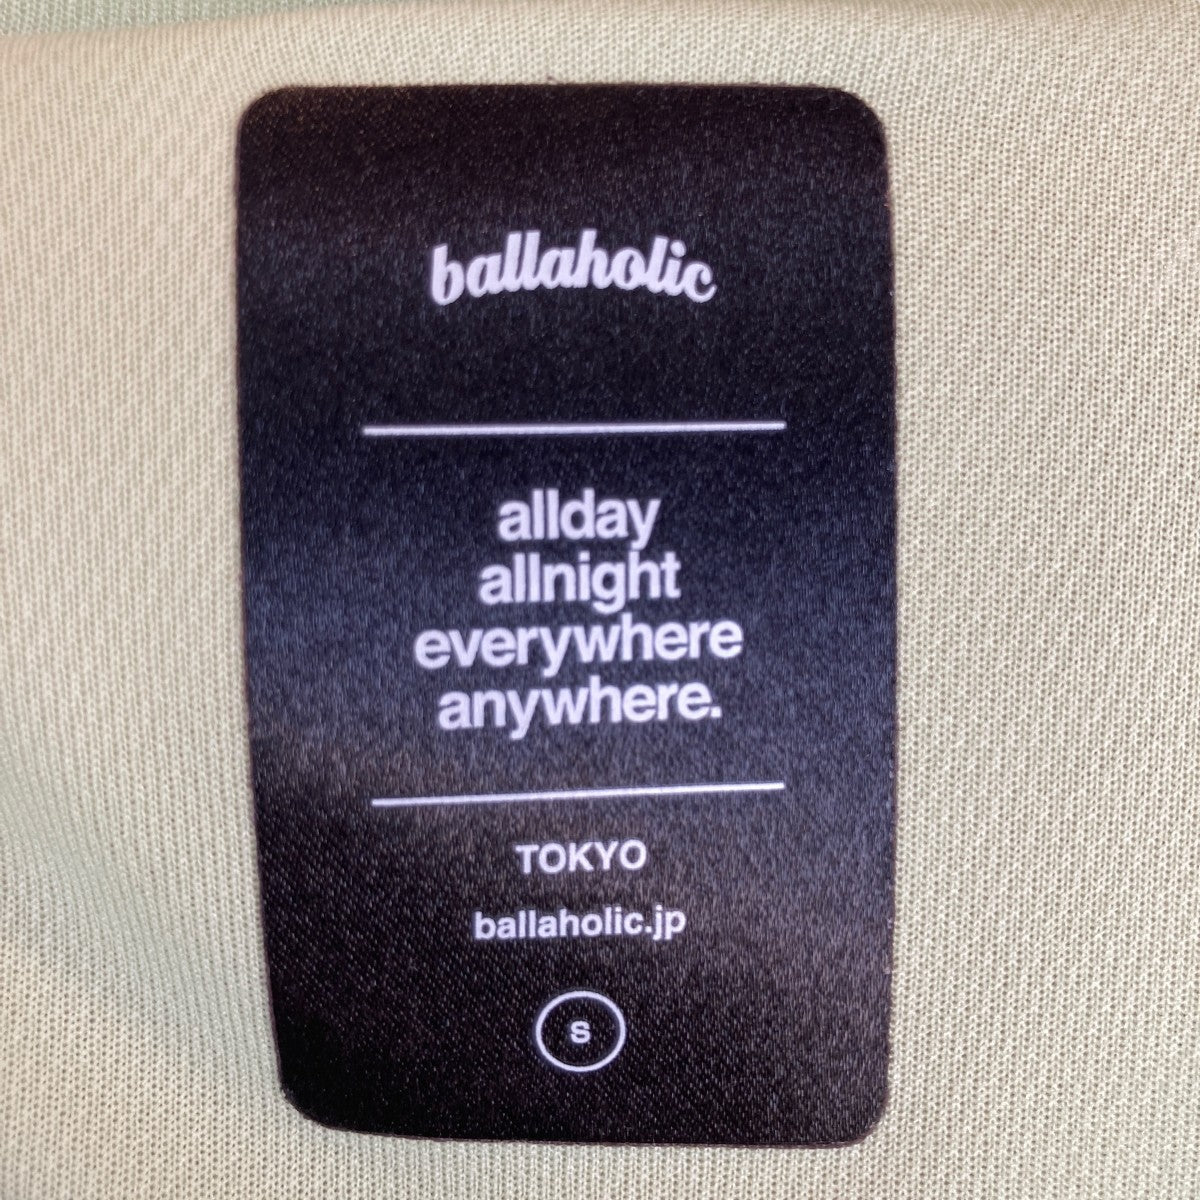 ballaholic
allday
allnight
everywhere
anywhere.
TOKYO
ballaholic.jp
S